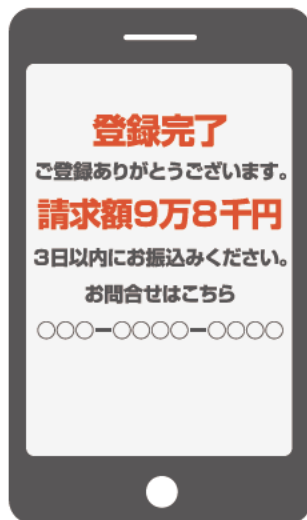 登録完了
ご登録ありがとうございます。
請求額9万8千円
3日以内にお振込みください。
お問合せはこちら
○○○ー○○○○ー○○○○